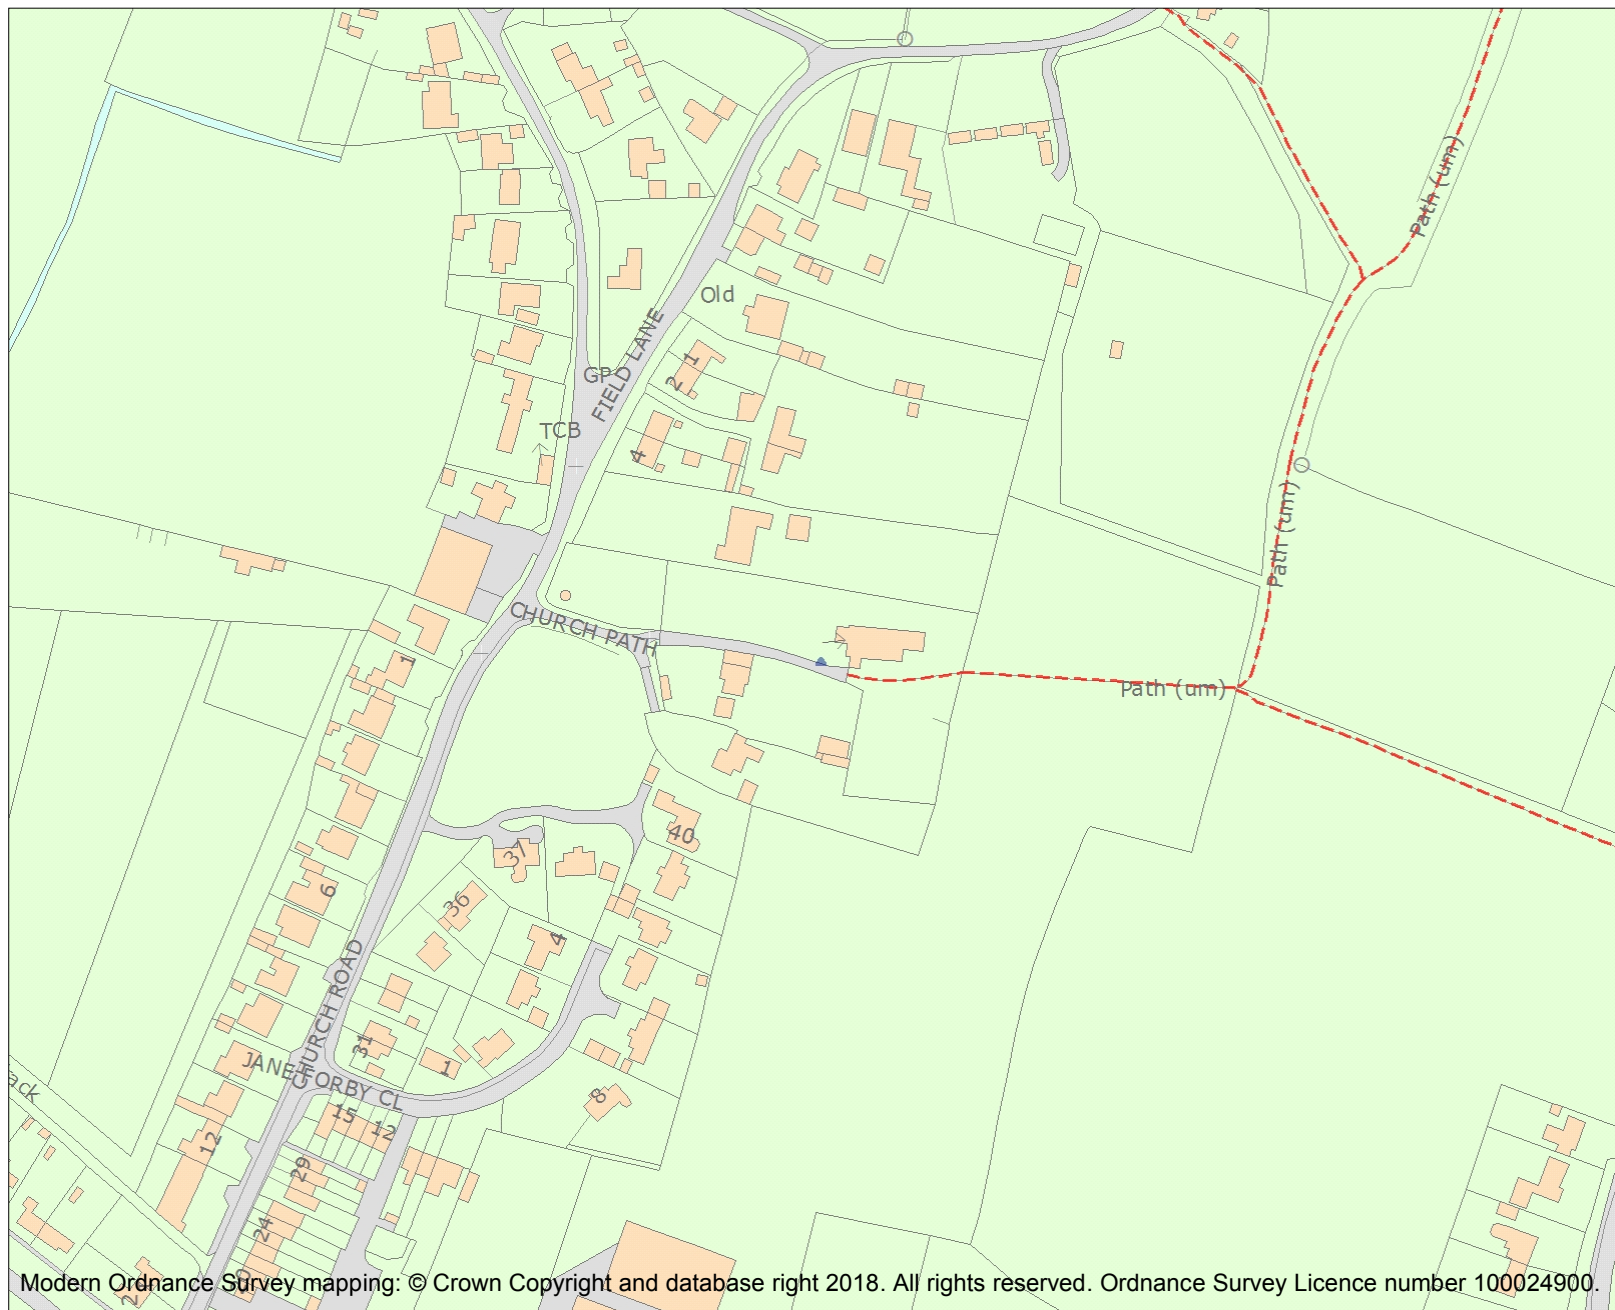 Path (um)
Old
FIELD LANE
1
2
GP
TCB
4
Path (um)
CHURCH PATH
1
Path (um)
40
37
6
36
4
CHURCH ROAD
31
1
JANE FORBY CL
ack
8
15
12
12
29
24
Modern Ordnance Survey mapping: © Crown Copyright and database right 2018. All rights reserved. Ordnance Survey Licence number 100024900.